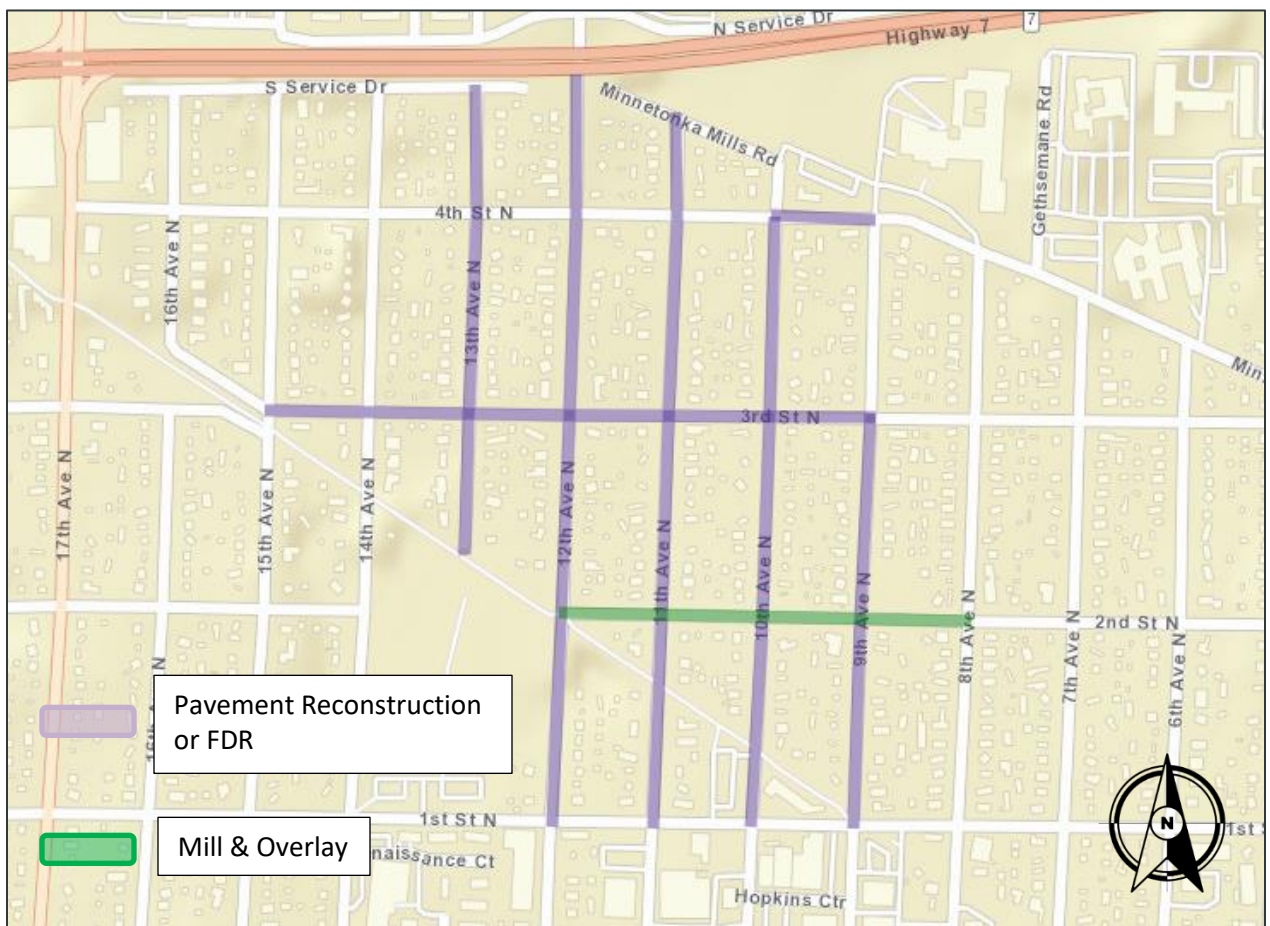 N Service Dr
Highway 7
7
S Service Dr
Minnetonka Mills Rd
Gethsemane Rd
4th St N
16th Ave N
13th Ave N
Min
3rd St N
17th Ave N
15th Ave N
14th Ave N
12th Ave N
11th Ave N
10th Ave N
9th Ave N
8th Ave N
7th Ave N
6th Ave N
2nd St N
Pavement Reconstruction
or FDR
1st St N
1st
Mill & Overlay
naissance Ct
Hopkins Ctr
N